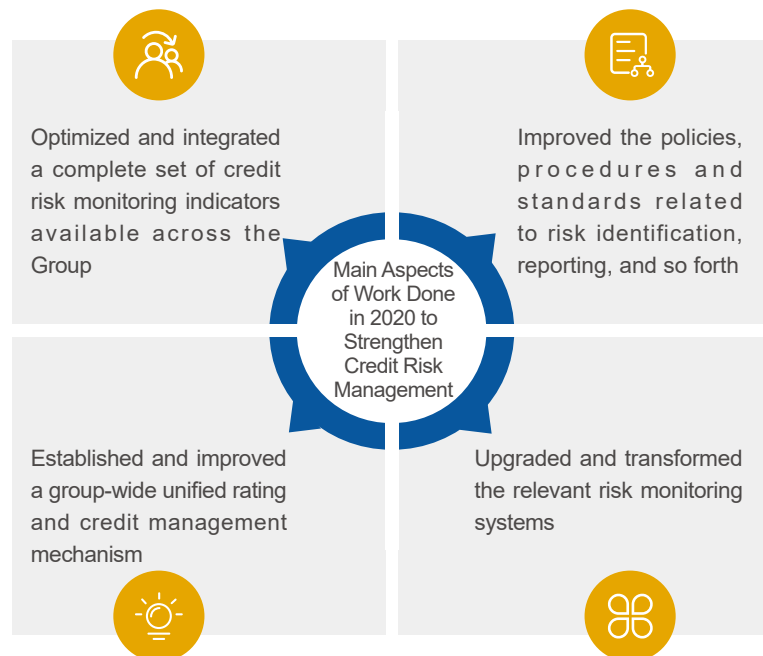 Optimized and integrated
a complete set of credit
risk monitoring indicators
available across the
Group
Improved the policies,
procedures and
standards related
to risk identification,
reporting, and so forth
Main Aspects
of Work Done
in 2020 to
Strengthen
Credit Risk
Management
Established and improved
a group-wide unified rating
and credit management
mechanism
Upgraded and transformed
the relevant risk monitoring
systems